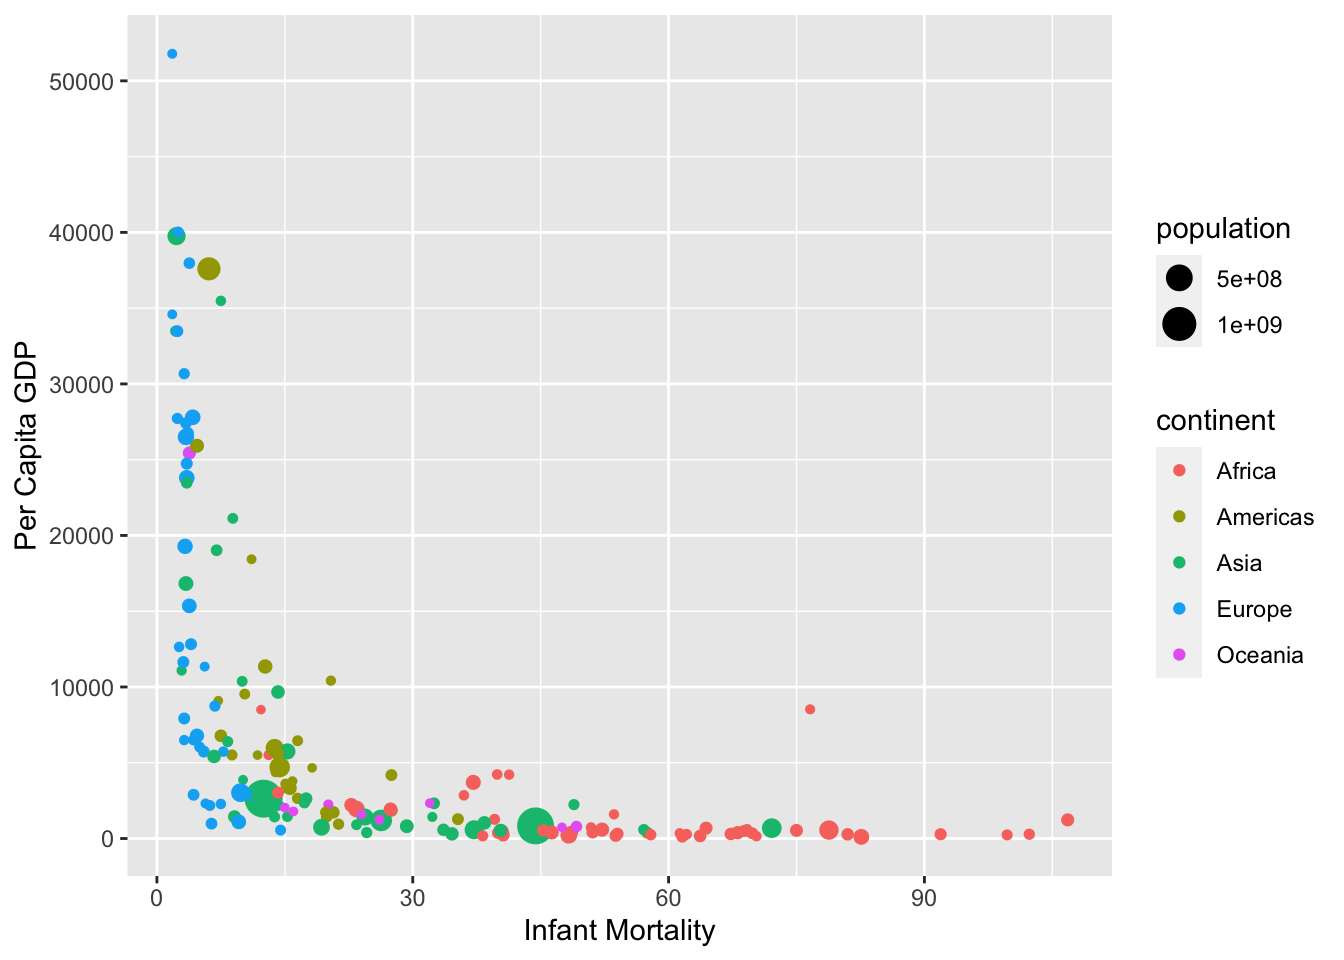 50000
40000
30000
20000
10000
0
Per Capita GDP
0
30
60
90
Infant Mortality
population
5e+08
1e+09
continent
Africa
Americas
Asia
Europe
Oceania